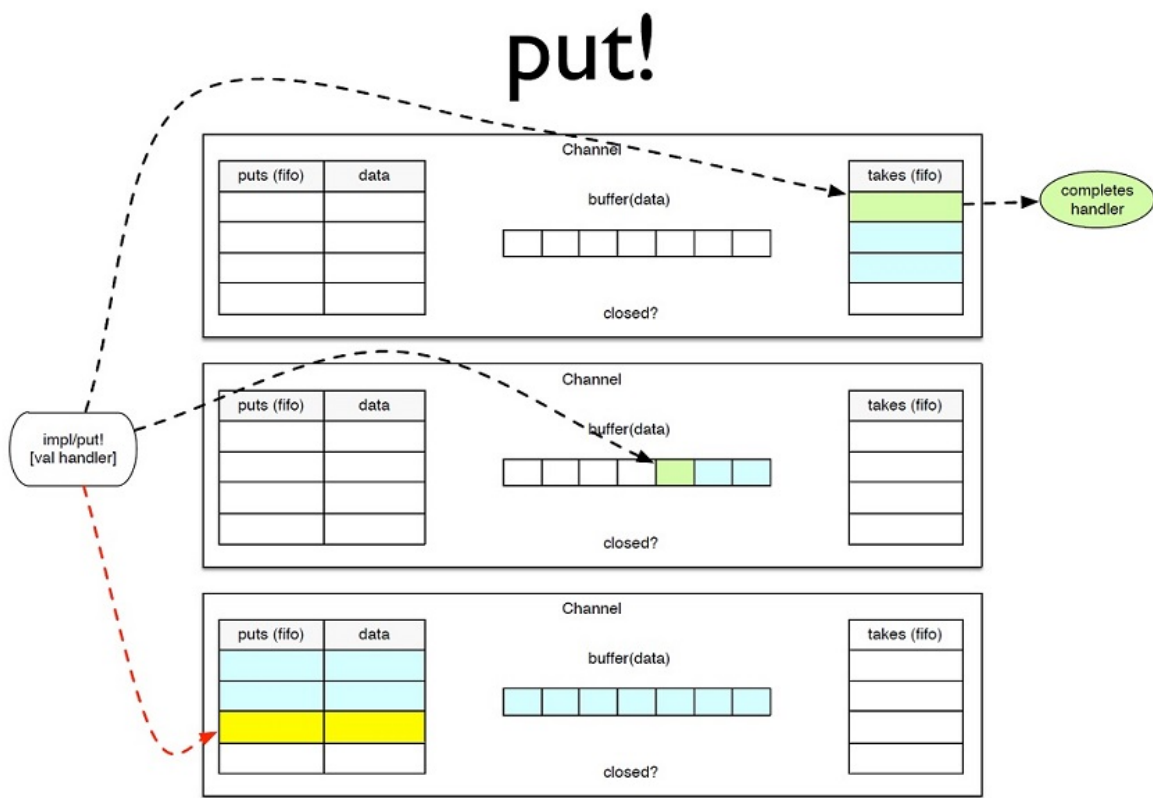 put!
Channel
puts (fifo) data
buffer(data)
takes (fifo)
closed?
completes
handler
Channel
puts (fifo) data
buffer(data)
takes (fifo)
closed?
impl/put!
[val handler]
Channel
puts (fifo) data
buffer(data)
takes (fifo)
closed?